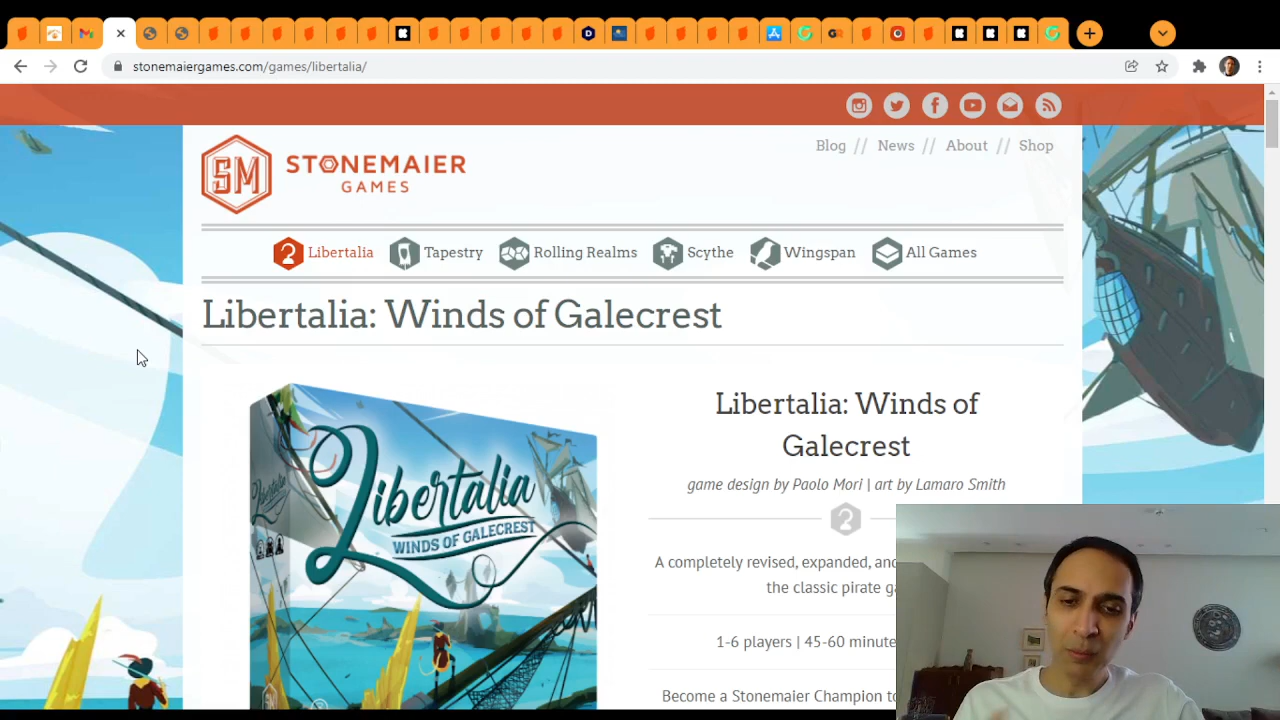 stonemaiergames.com/games/libertalia/
STONEMAIER
GAMES
SM
Blog // News // About // Shop
Libertalia Tapestry Rolling Realms Scythe Wingspan All Games
Libertalia: Winds of Galecrest
Libertalia: Winds of
Galecrest
game design by Paolo Mori | art by Lamaro Smith
A completely revised, expanded, and
the classic pirate
1-6 players | 45-60
Become a Stonemaier Champion to
Libertalia
WINDS OF GALECREST